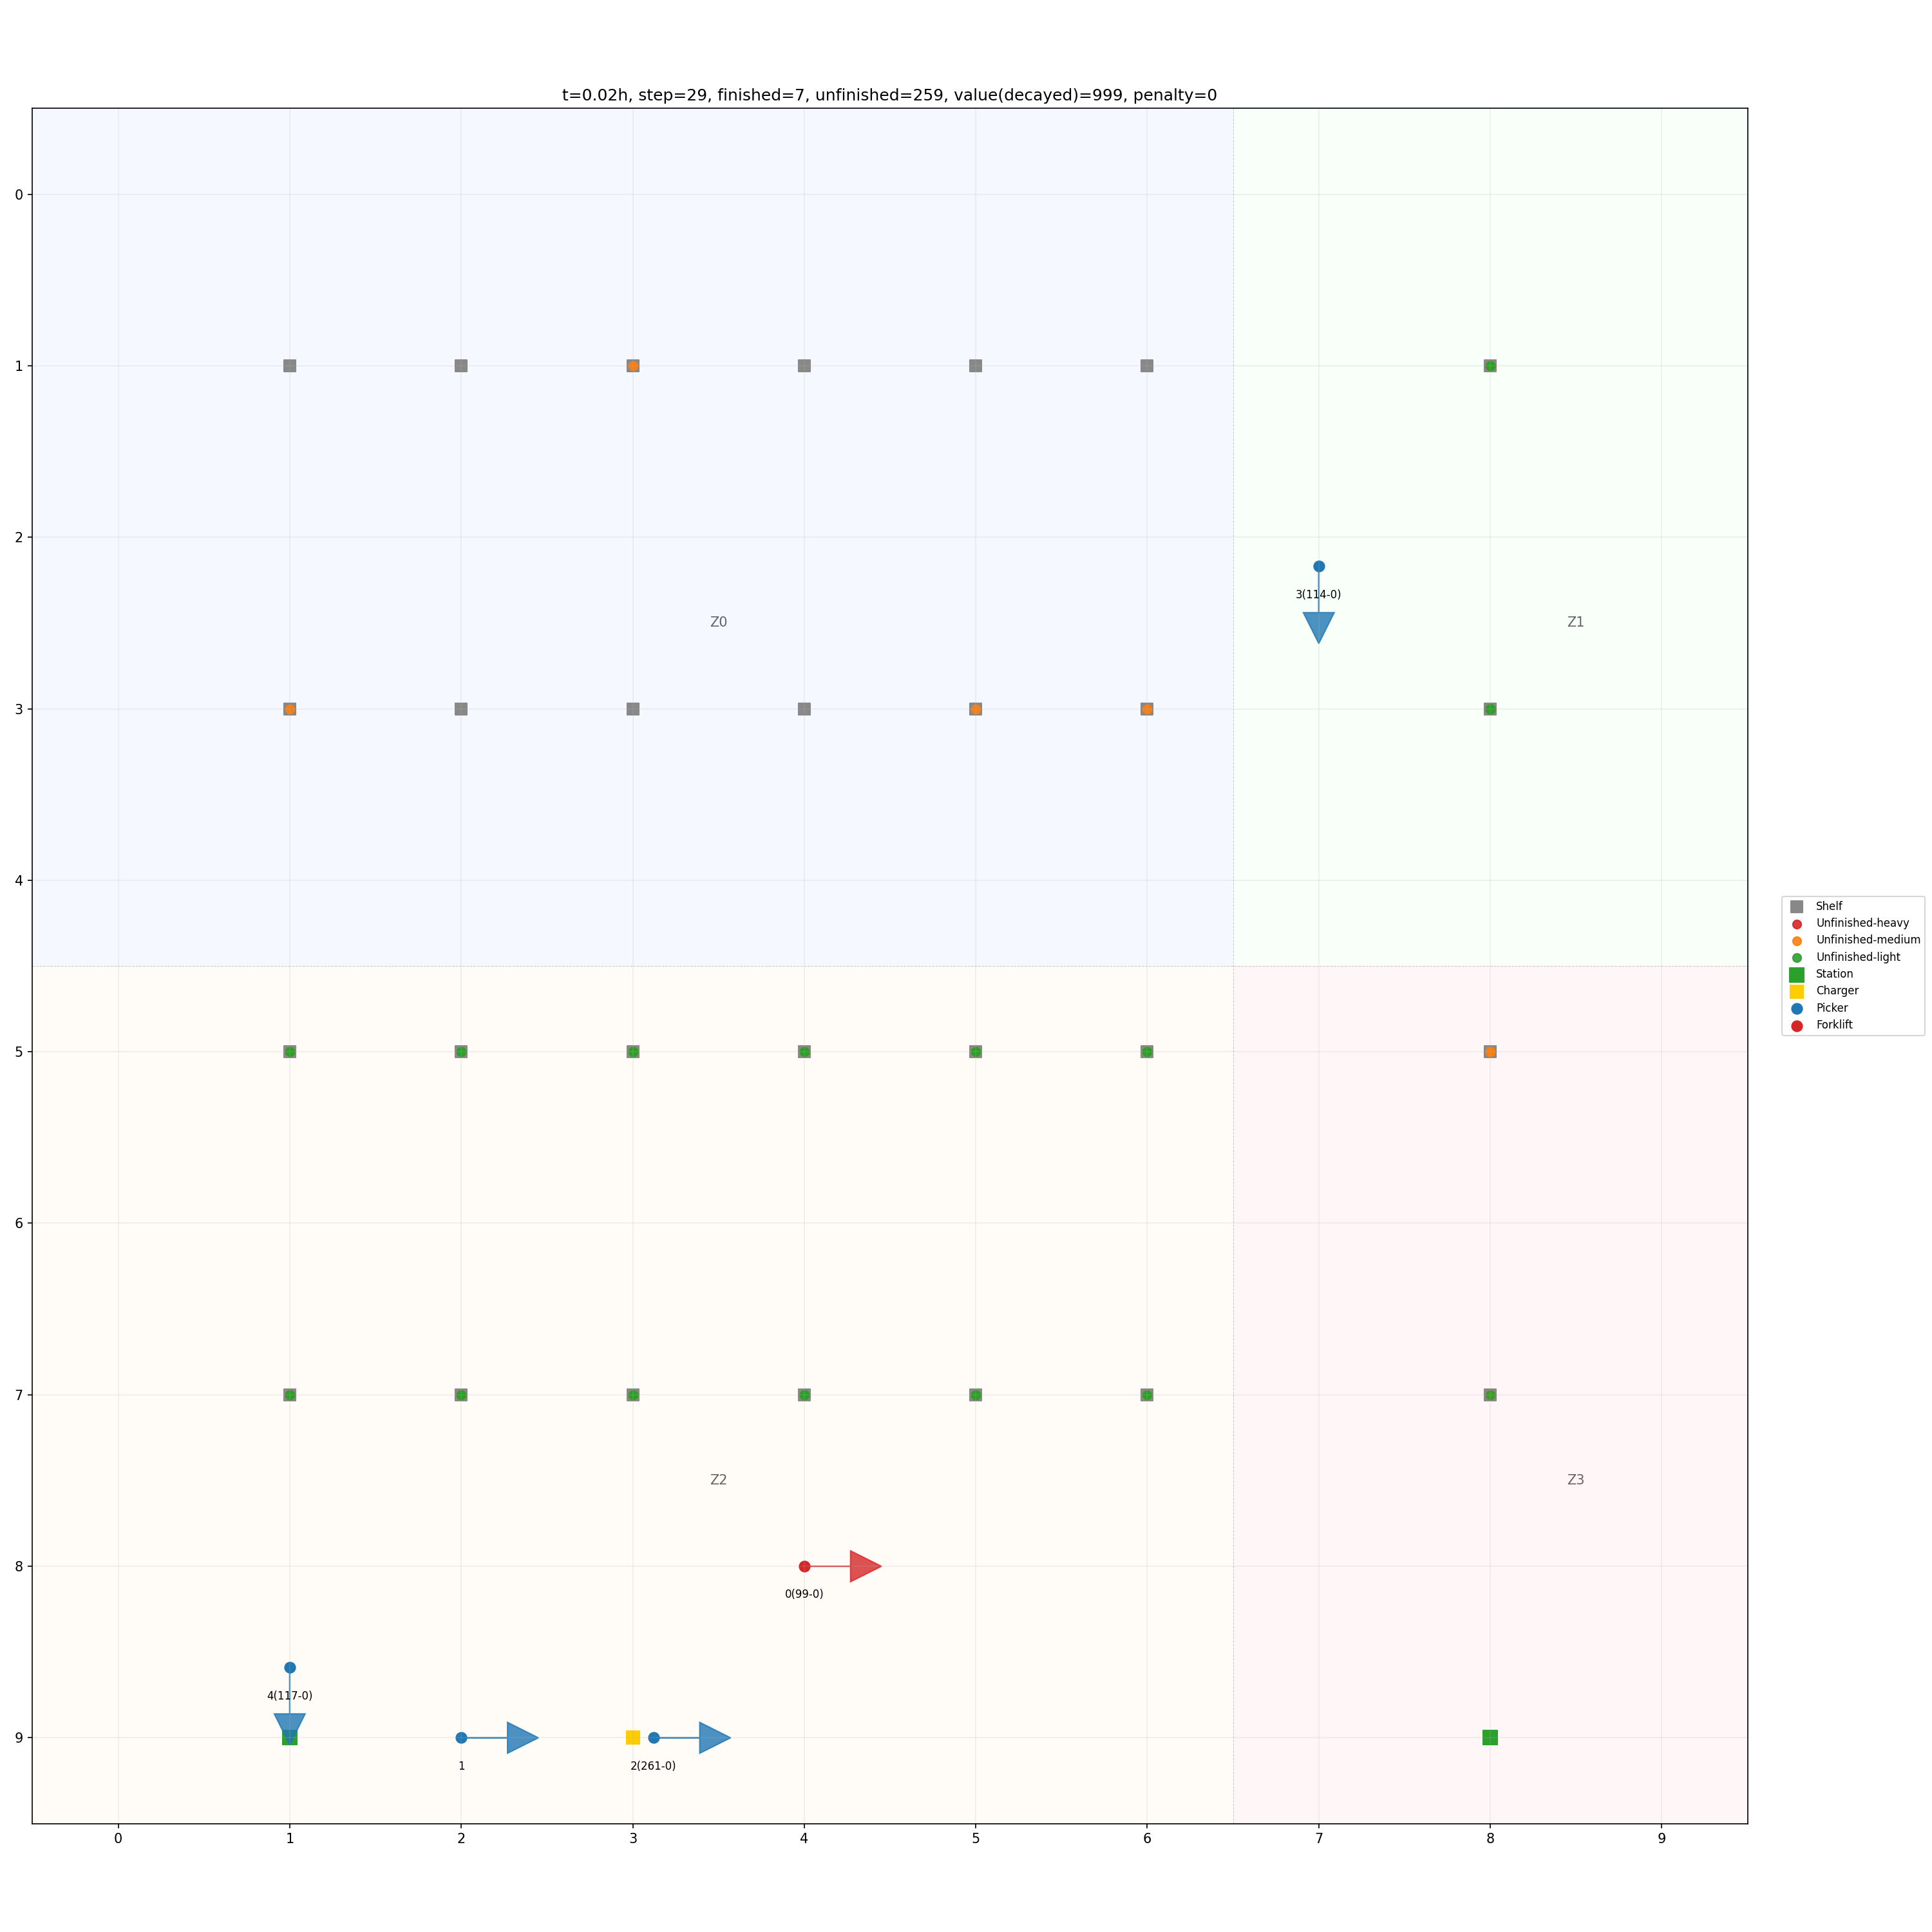 t=0.02h, step=29, finished=7, unfinished=259, value(decayed)=999, penalty=0
0
1
2
3(114-0)
Z0
Z1
3
4
Shelf
Unfinished-heavy
Unfinished-medium
Unfinished-light
Station
Charger
Picker
Forklift
5
6
7
Z2
Z3
8
0(99-0)
4(117-0)
9
1
2(261-0)
0 1 2 3 4 5 6 7 8 9